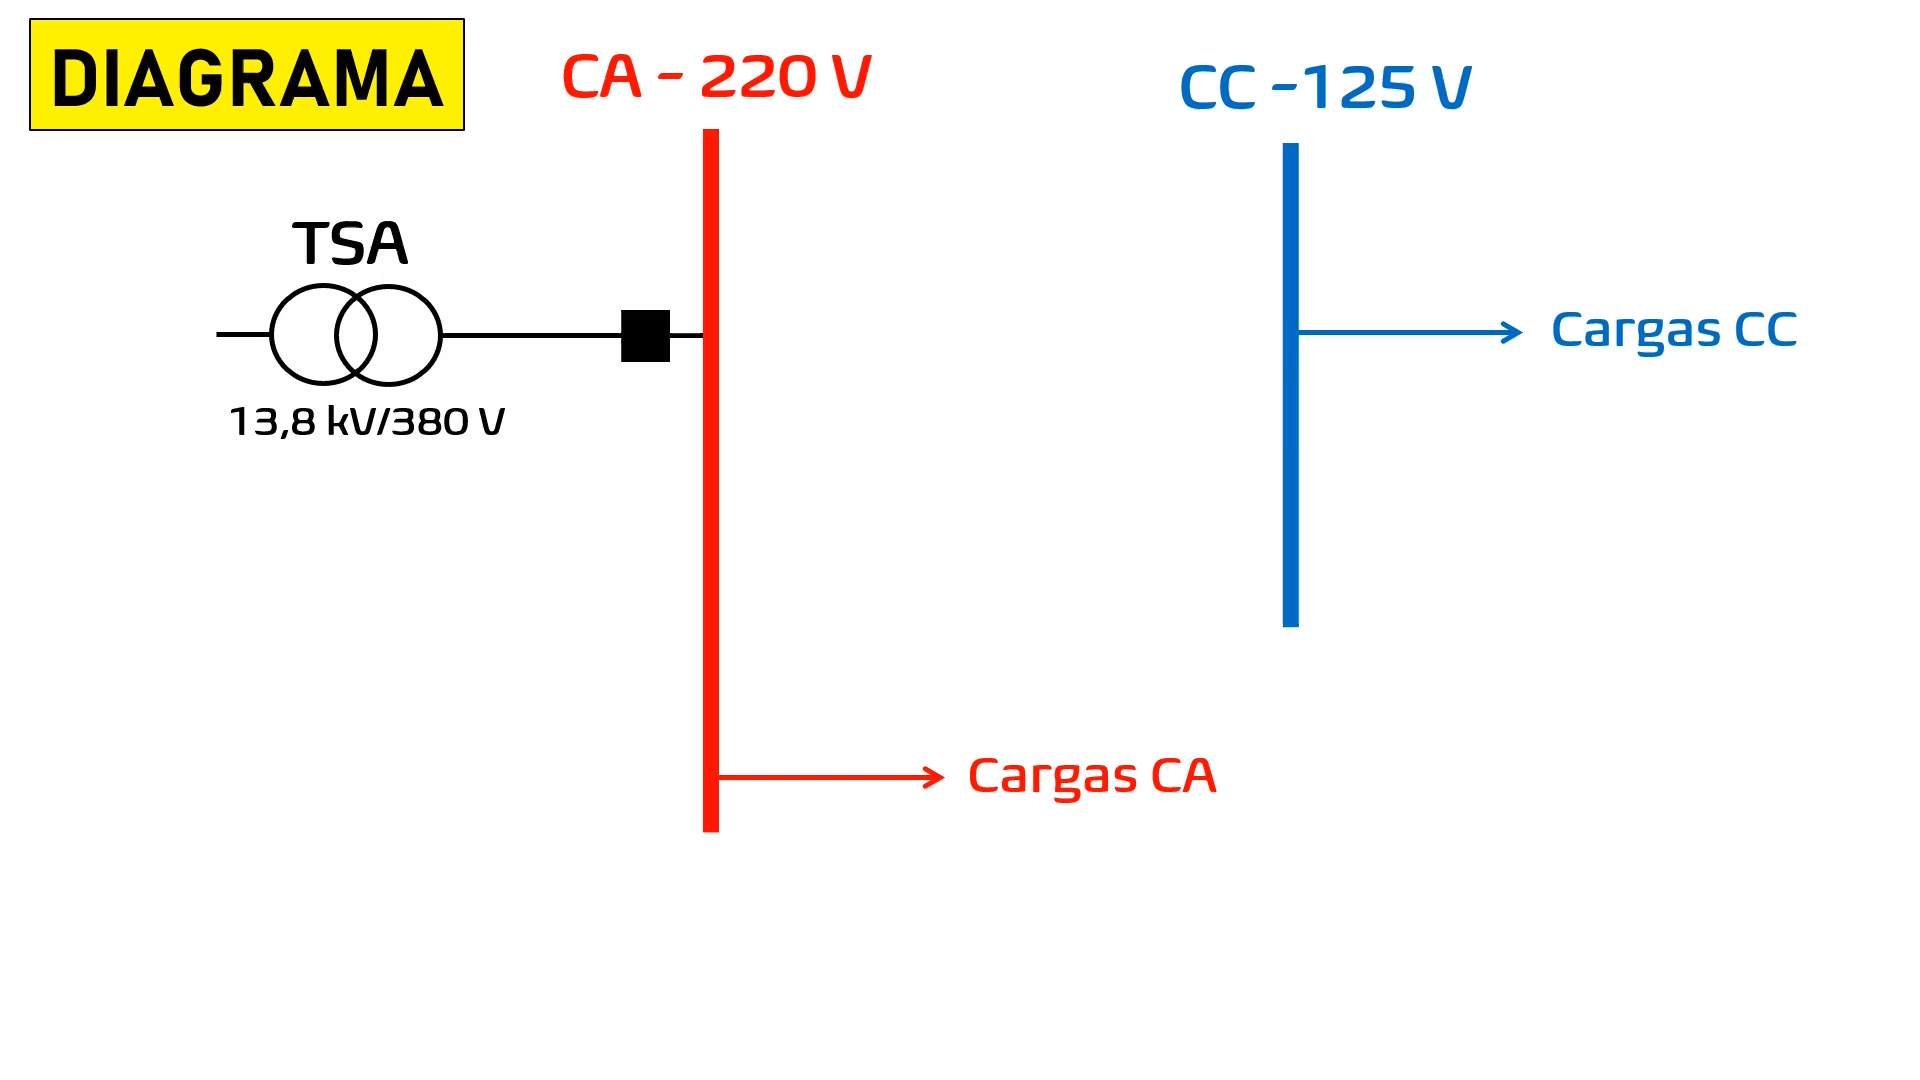 DIAGRAMA
CA - 220 V
CC -125 V
TSA
13,8 kV/380 V
Cargas CC
Cargas CA